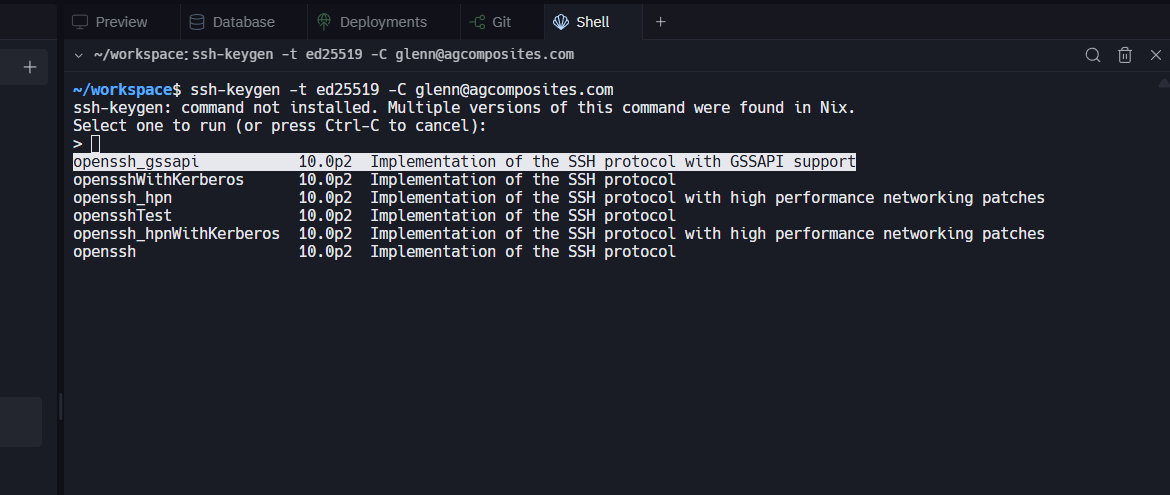 Preview Database Deployments Git Shell +
~/workspace: ssh-keygen -t ed25519 -C glenn@agcomposites.com
~/workspace$ ssh-keygen -t ed25519 -C glenn@agcomposites.com
ssh-keygen: command not installed. Multiple versions of this command were found in Nix.
Select one to run (or press Ctrl-C to cancel):
>
openssh_gssapi 10.0p2 Implementation of the SSH protocol with GSSAPI support
opensshWithKerberos 10.0p2 Implementation of the SSH protocol
openssh_hpn 10.0p2 Implementation of the SSH protocol with high performance networking patches
opensshTest 10.0p2 Implementation of the SSH protocol
openssh_hpnWithKerberos 10.0p2 Implementation of the SSH protocol with high performance networking patches
openssh 10.0p2 Implementation of the SSH protocol